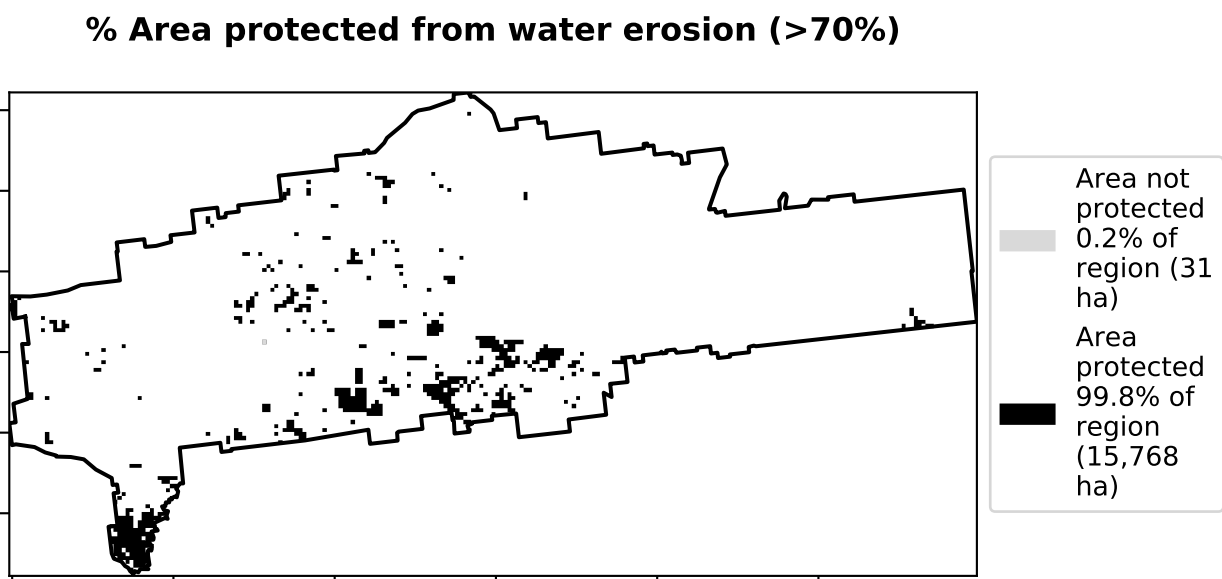 % Area protected from water erosion (>70%)
Area not
protected
0.2% of
region (31
ha)
Area
protected
99.8% of
region
(15,768
ha)